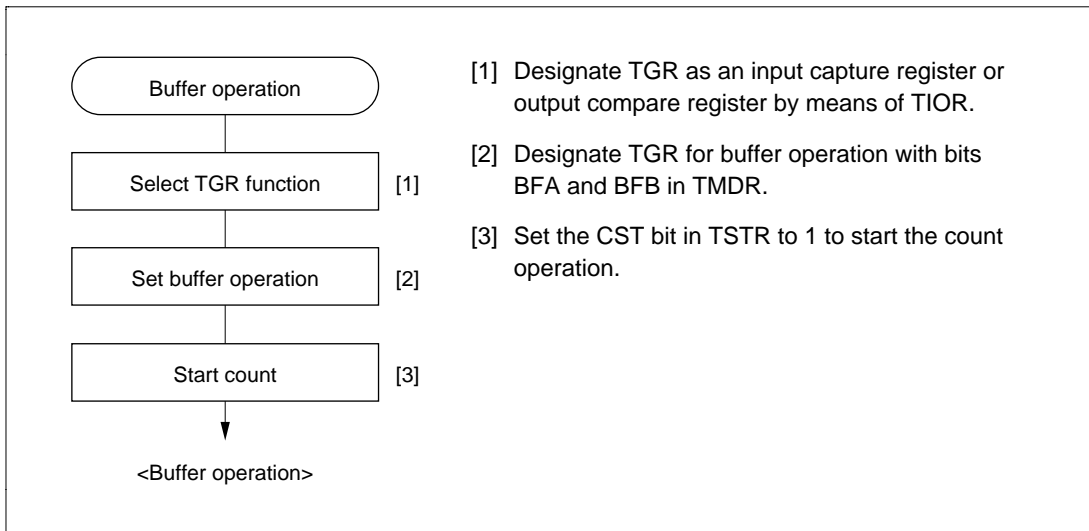 Buffer operation
Select TGR function [1]
Set buffer operation [2]
Start count [3]
<Buffer operation>
[1] Designate TGR as an input capture register or
output compare register by means of TIOR.
[2] Designate TGR for buffer operation with bits
BFA and BFB in TMDR.
[3] Set the CST bit in TSTR to 1 to start the count
operation.